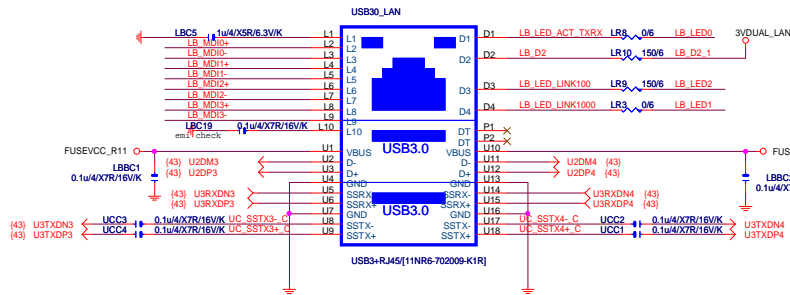 USB30_LAN
LBC5 1u/4/X5R/6.3V/K L1 L1 D1 D1 LB_LED_ACT_TXRX LR8 0/6 LB_LED0 3VDUAL_LAN
LB_MDI0+ L2 L2
LB_MDI0- L3 L3 D2 D2 LB_D2 LR10 150/6 LB_D2_1
LB_MDI1+ L4 L4
LB_MDI1- L5 L5
LB_MDI2+ L6 L6 D3 D3 LB_LED_LINK100 LR9 150/6 LB_LED2
LB_MDI2- L7 L7
LB_MDI3+ L8 L8 D4 D4 LB_LED_LINK1000 LR3 0/6 LB_LED1
LB_MDI3- L9 L9
LBC19 0.1u/4/X7R/16V/K L10 L10 DT P1
emi check DT P2
USB3.0
FUSEVCC_R11 U1 VBUS VBUS U10 FUS
LBBC1 U2 D- D- U11 U2DM4 {43}
0.1u/4/X7R/16V/K {43} U2DM3
{43} U2DP3 U3 D+ D+ U12 U2DP4 {43}
LBBC
0.1u/4/X
U4 GND GND U13
{43} U3RXDN3 U5 SSRX- SSRX- U14 U3RXDN4 {43}
{43} U3RXDP3 U6 SSRX+ SSRX+ U15 U3RXDP4 {43}
USB3.0
U7 GND GND U16
{43} U3TXDN3 UCC3 0.1u/4/X7R/16V/K UC_SSTX3-_C U8 SSTX- SSTX- U17 UC_SSTX4-_C UCC2 0.1u/4/X7R/16V/K U3TXDN4
{43} U3TXDP3 UCC4 0.1u/4/X7R/16V/K UC_SSTX3+_C U9 SSTX+ SSTX+ U18 UC_SSTX4+_C UCC1 0.1u/4/X7R/16V/K U3TXDP4
USB3+RJ45/[11NR6-702009-K1R]